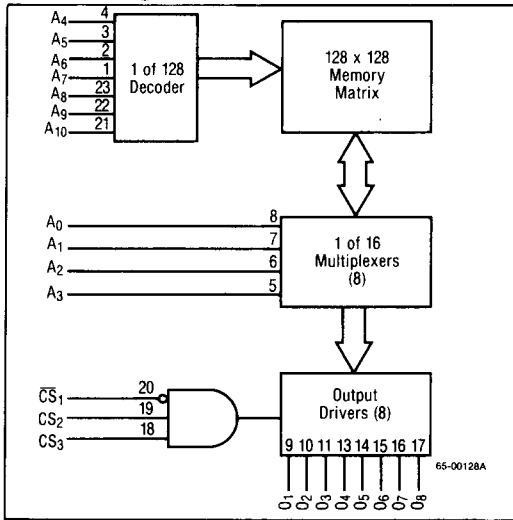 A4 4
A5 3
A6 2
A7 1
A8 23
A9 22
A10 21
1 of 128
Decoder
128 x 128
Memory
Matrix
A0 8
A1 7
A2 6
A3 5
1 of 16
Multiplexers
(8)
C̅S̅1 20
CS2 19
CS3 18
Output
Drivers (8)
9 10 11 13 14 15 16 17
O1 O2 O3 O4 O5 O6 O7 O8
65-00128A